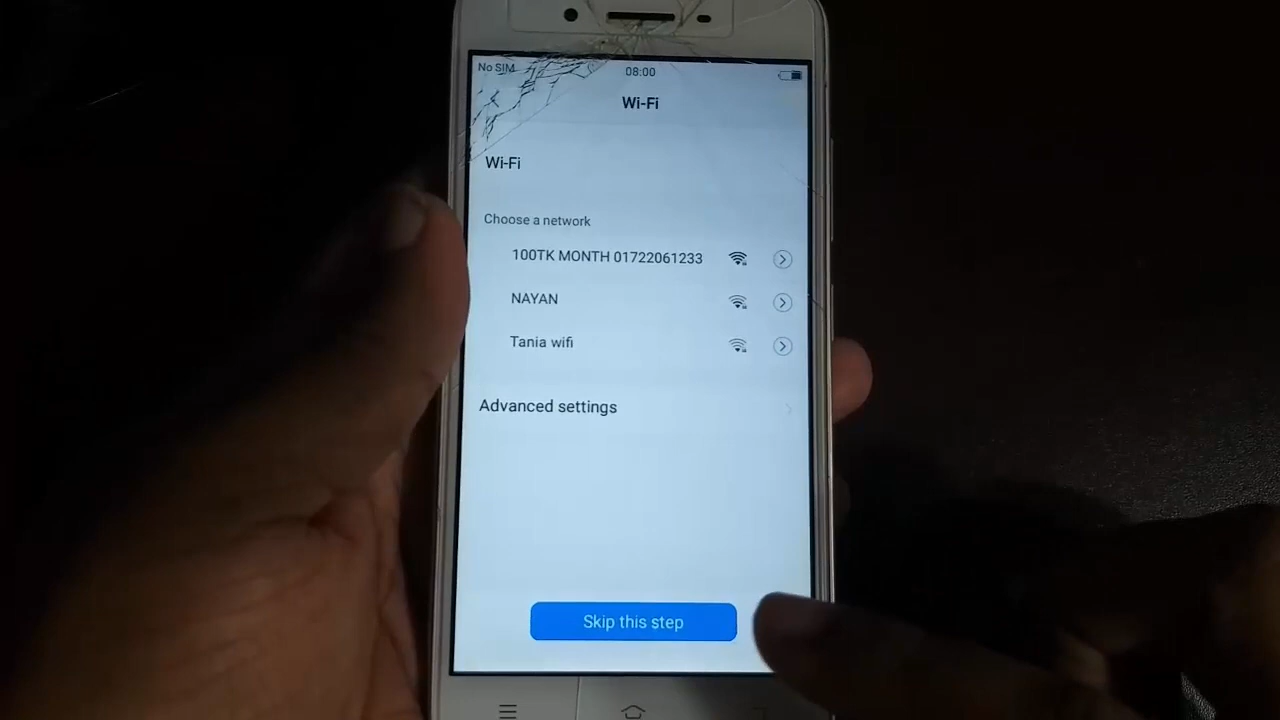 No SIM
08:00
Wi-Fi
Wi-Fi
Choose a network
100TK MONTH 01722061233
NAYAN
Tania wifi
Advanced settings
Skip this step